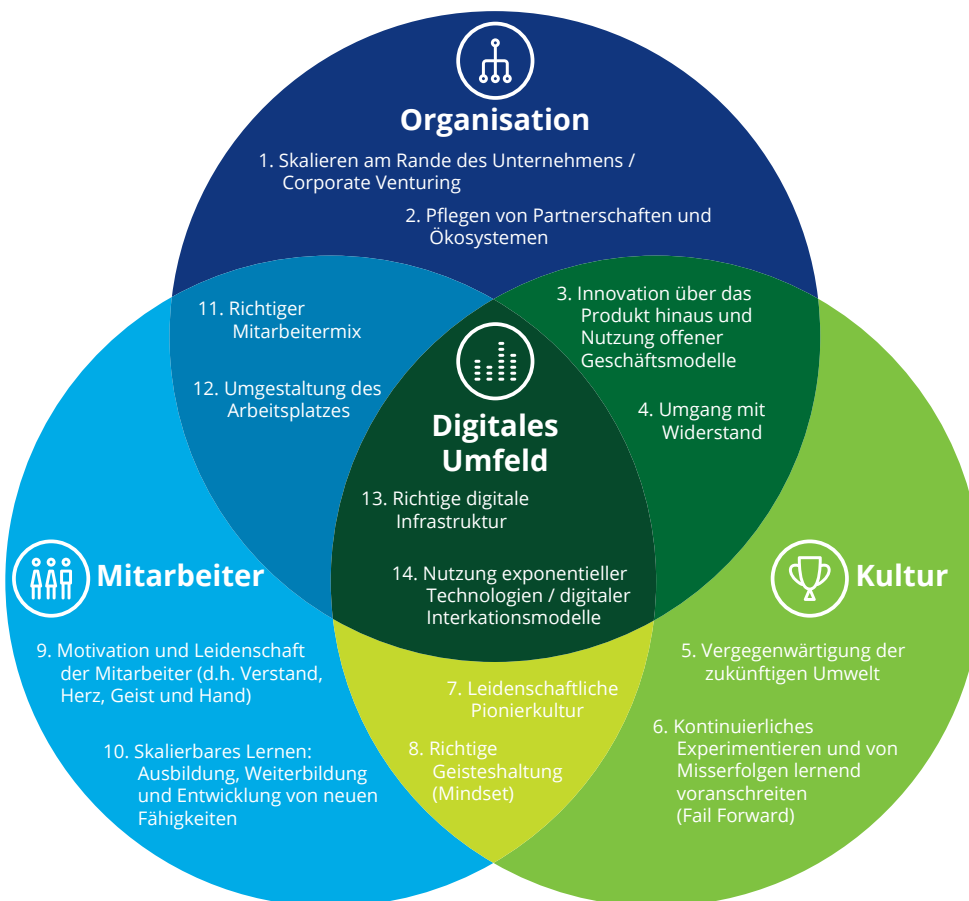 Organisation
1. Skalieren am Rande des Unternehmens /
Corporate Venturing
2. Pflegen von Partnerschaften und
Ökosystemen
3. Innovation über das
Produkt hinaus und
Nutzung offener
Geschäftsmodelle
4. Umgang mit
Widerstand
11. Richtiger
Mitarbeitermix
12. Umgestaltung des
Arbeitsplatzes
Digitales
Umfeld
13. Richtige digitale
Infrastruktur
14. Nutzung exponentieller
Technologien / digitaler
Interkationsmodelle
Mitarbeiter
9. Motivation und Leidenschaft
der Mitarbeiter (d.h. Verstand,
Herz, Geist und Hand)
10. Skalierbares Lernen:
Ausbildung, Weiterbildung
und Entwicklung von neuen
Fähigkeiten
7. Leidenschaftliche
Pionierkultur
8. Richtige
Geisteshaltung
(Mindset)
Kultur
5. Vergegenwärtigung der
zukünftigen Umwelt
6. Kontinuierliches
Experimentieren und von
Misserfolgen lernend
voranschreiten
(Fail Forward)